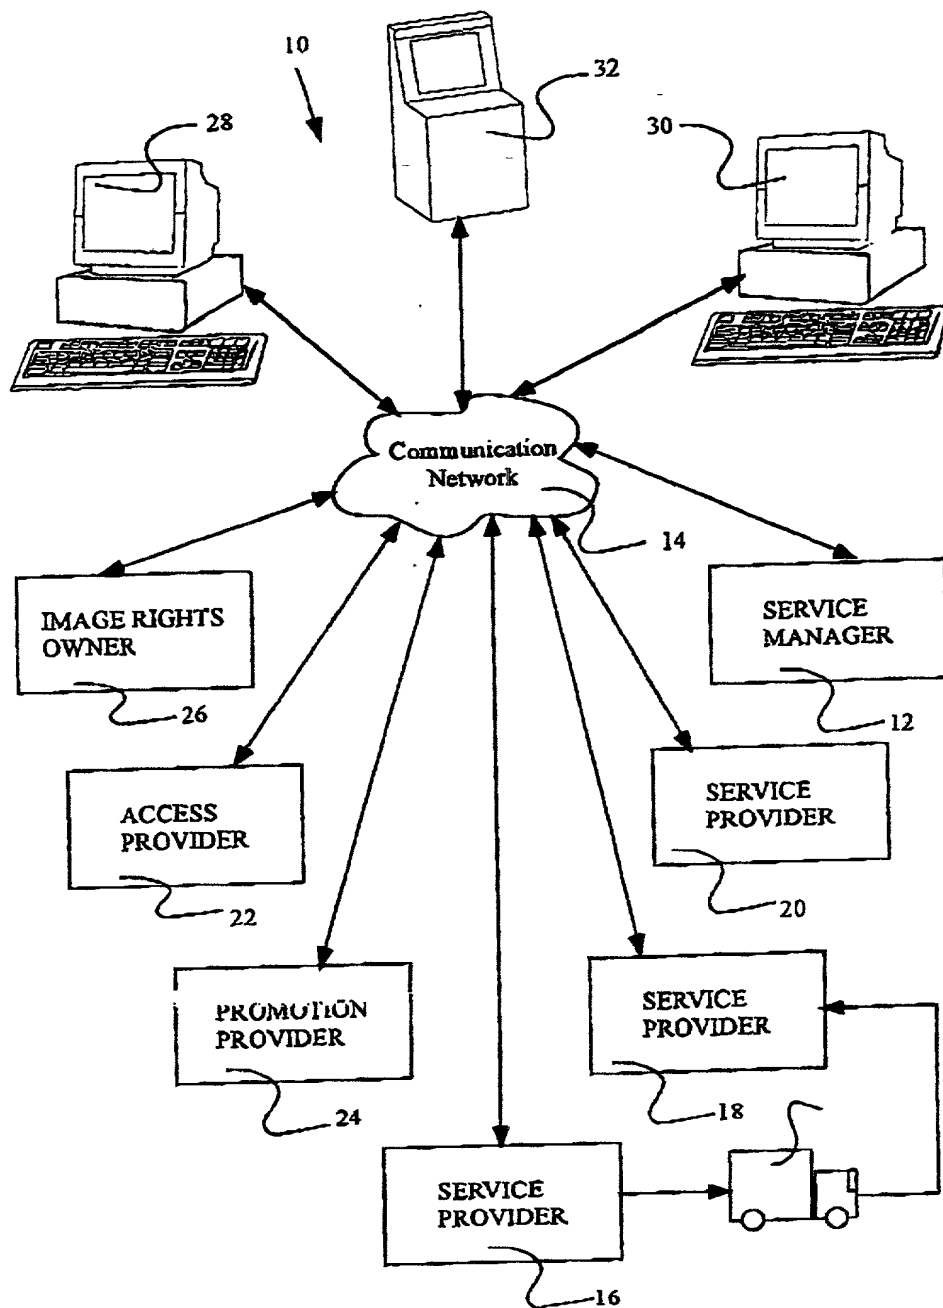 10
32
28
30
Communication
Network
14
IMAGE RIGHTS
OWNER
26
SERVICE
MANAGER
12
ACCESS
PROVIDER
22
SERVICE
PROVIDER
20
PROMOTION
PROVIDER
24
SERVICE
PROVIDER
18
SERVICE
PROVIDER
16